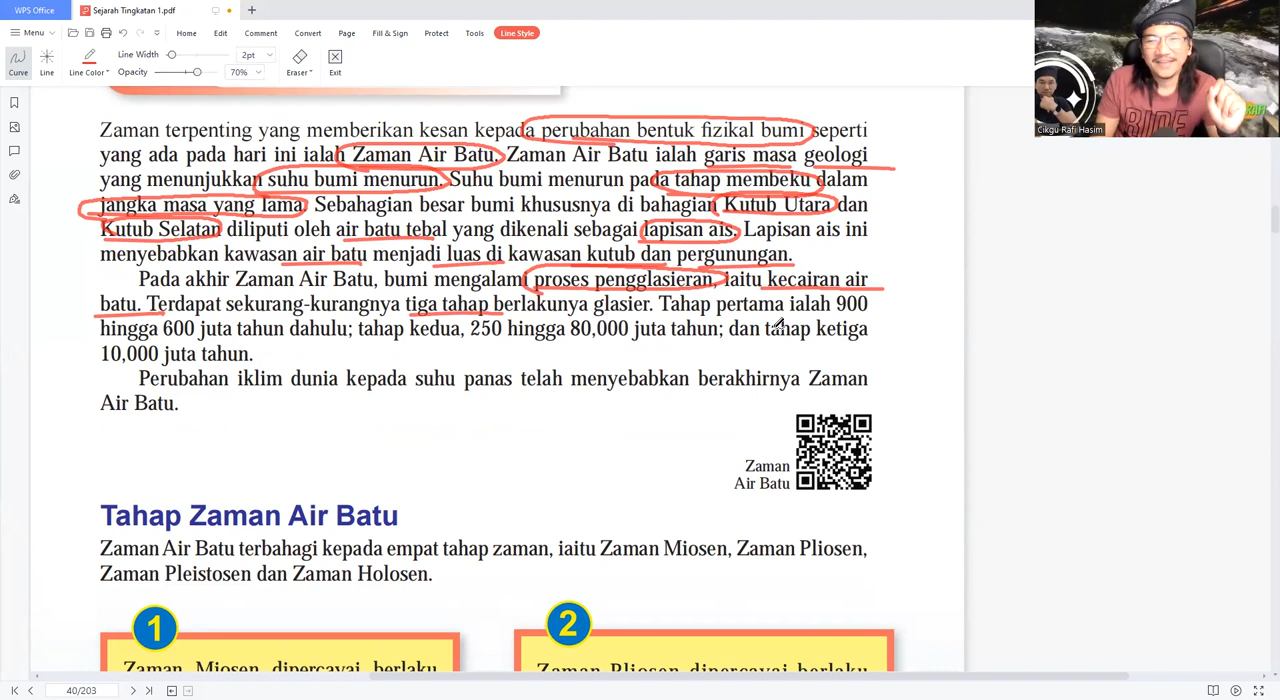 WPS Office
Sejarah Tingkatan 1.pdf
Menu
Home
Edit
Comment
Convert
Page
Fill & Sign
Protect
Tools
Line Style
Curve
Line
Line Color
Line Width
2pt
Opacity
70%
Eraser
Exit
RIDE
Cikgu Rafi Hasim
Zaman terpenting yang memberikan kesan kepada perubahan bentuk fizikal bumi seperti
yang ada pada hari ini ialah Zaman Air Batu. Zaman Air Batu ialah garis masa geologi
yang menunjukkan suhu bumi menurun. Suhu bumi menurun pada tahap membeku dalam
jangka masa yang lama. Sebahagian besar bumi khususnya di bahagian Kutub Utara dan
Kutub Selatan diliputi oleh air batu tebal yang dikenali sebagai lapisan ais. Lapisan ais ini
menyebabkan kawasan air batu menjadi luas di kawasan kutub dan pergunungan.
Pada akhir Zaman Air Batu, bumi mengalami proses pengglasieran, iaitu kecairan air
batu. Terdapat sekurang-kurangnya tiga tahap berlakunya glasier. Tahap pertama ialah 900
hingga 600 juta tahun dahulu; tahap kedua, 250 hingga 80,000 juta tahun; dan tahap ketiga
10,000 juta tahun.
Perubahan iklim dunia kepada suhu panas telah menyebabkan berakhirnya Zaman
Air Batu.
Zaman
Air Batu
Tahap Zaman Air Batu
Zaman Air Batu terbahagi kepada empat tahap zaman, iaitu Zaman Miosen, Zaman Pliosen,
Zaman Pleistosen dan Zaman Holosen.
1
2
Zaman Miosen dipercayai berlaku
Zaman Pliosen dipercayai berlaku
40/203